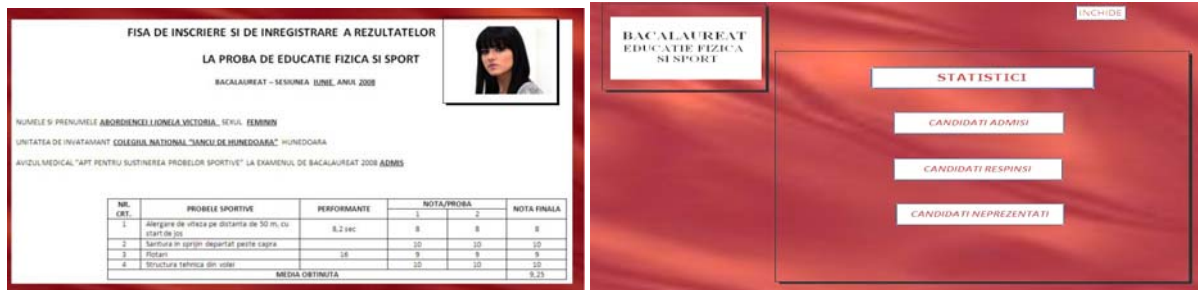 FISA DE INSCRIERE SI DE INREGISTRARE A REZULTATELOR
LA PROBA DE EDUCATIE FIZICA SI SPORT
BACALAUREAT – SESIUNEA IUNIE, ANUL 2008
NUMELE SI PRENUMELE ABORDIENCEI I IONELA VICTORIA, SEXUL FEMININ
UNITATEA DE INVATAMANT COLEGIUL NATIONAL "IANCU DE HUNEDOARA" HUNEDOARA
AVIZUL MEDICAL "APT PENTRU SUSTINEREA PROBELOR SPORTIVE" LA EXAMENUL DE BACALAUREAT 2008 ADMIS
NR. CRT. PROBELE SPORTIVE PERFORMANTE NOTA/PROBA NOTA FINALA
1 2
1 Alergare de viteza pe distanta de 50 m, cu
start de jos 8,2 sec 8 8 8
2 Saritura in sprijin departat peste capra 10 10 10
3 Flotari 16 9 9 9
4 Structura tehnica din volei 10 10 10
MEDIA OBTINUTA 9,25
INCHIDE
BACALAUREAT
EDUCATIE FIZICA
SI SPORT
STATISTICI
CANDIDATI ADMISI
CANDIDATI RESPINSI
CANDIDATI NEPREZENTATI